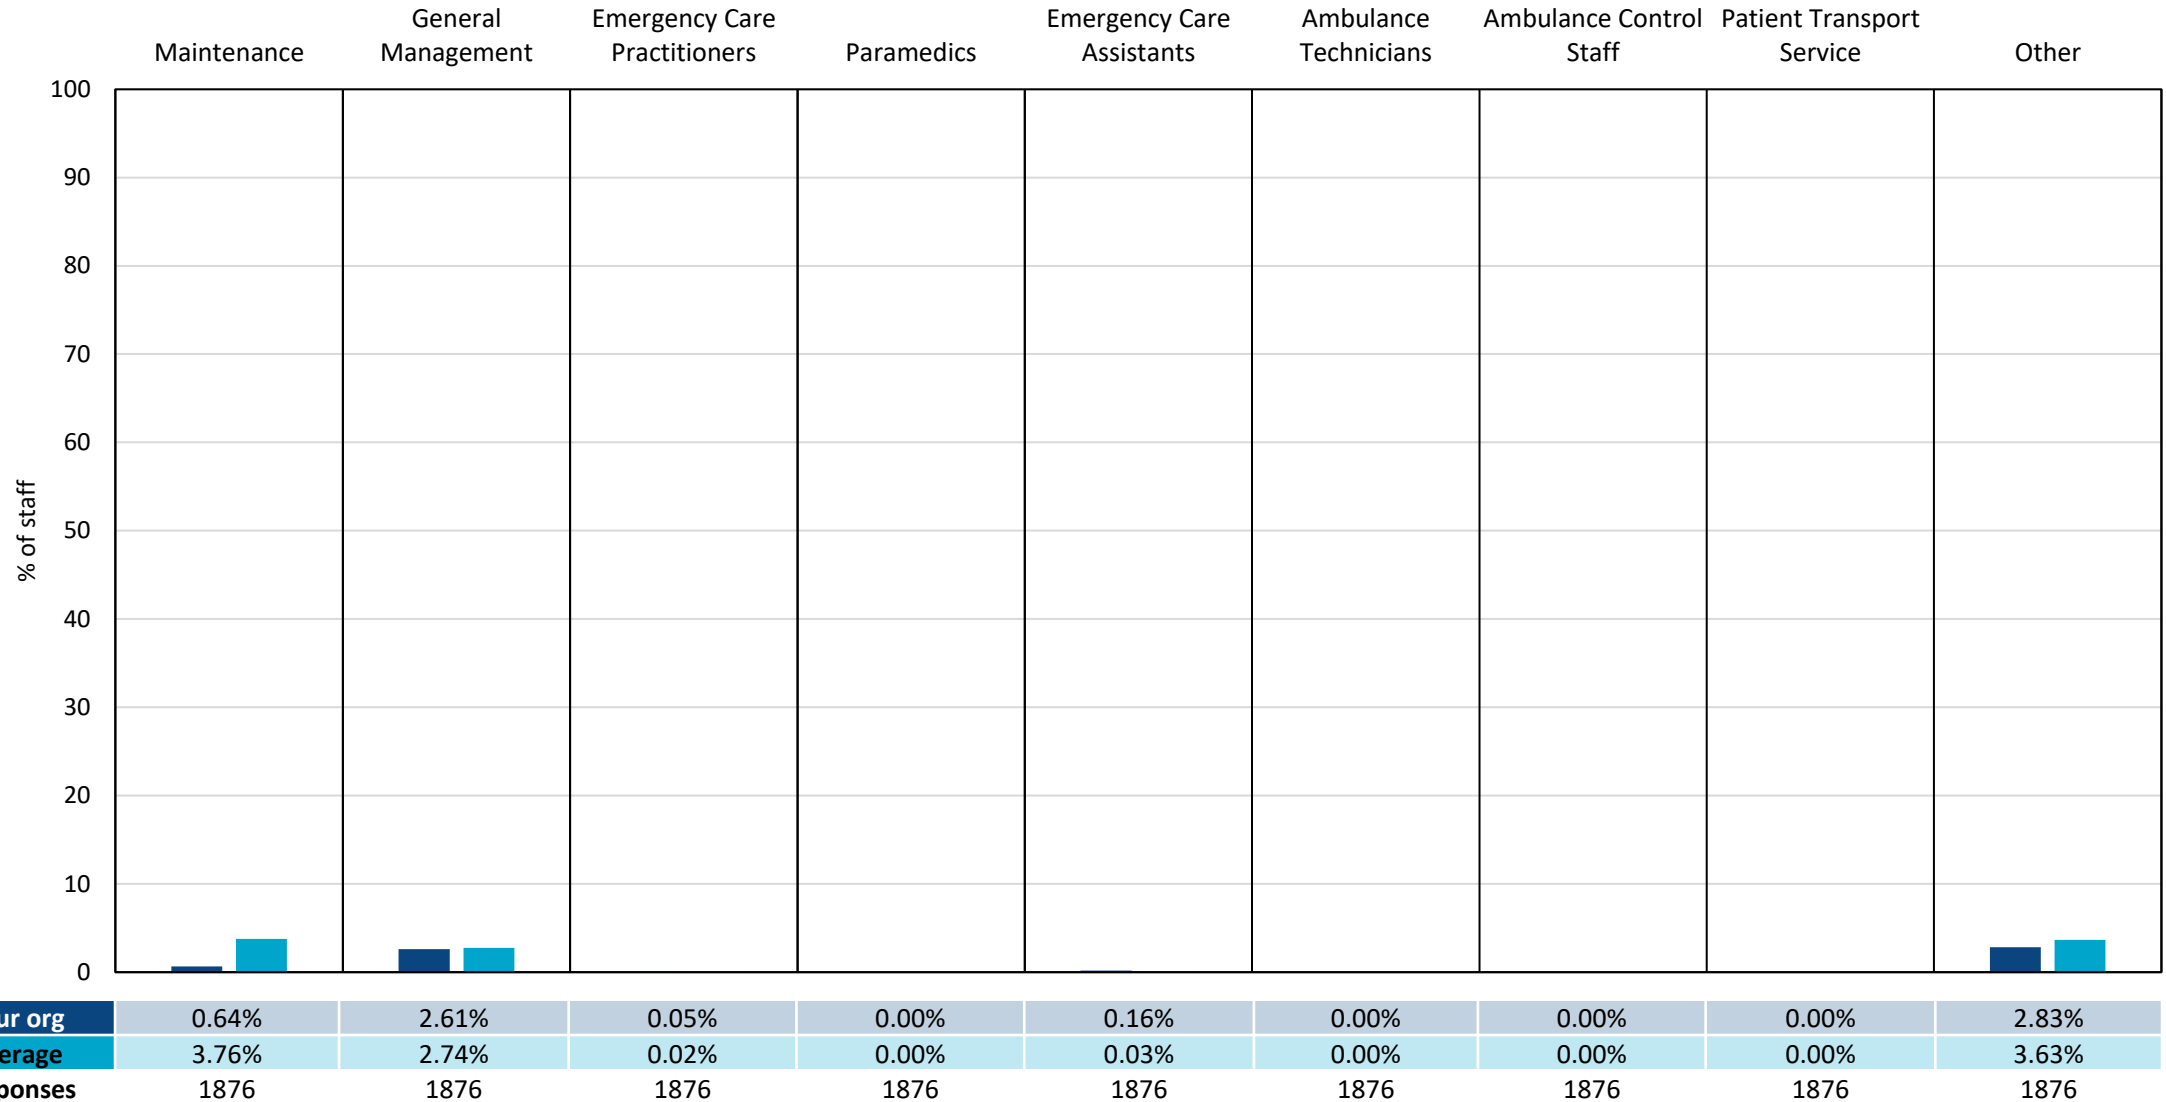 Maintenance
General
Management
Emergency Care
Practitioners
Paramedics
Emergency Care
Assistants
Ambulance
Technicians
Ambulance Control
Staff
Patient Transport
Service
Other
100
90
80
70
60
50
40
30
20
10
0
% of staff
ur org 0.64% 2.61% 0.05% 0.00% 0.16% 0.00% 0.00% 0.00% 2.83%
erage 3.76% 2.74% 0.02% 0.00% 0.03% 0.00% 0.00% 0.00% 3.63%
ponses 1876 1876 1876 1876 1876 1876 1876 1876 1876